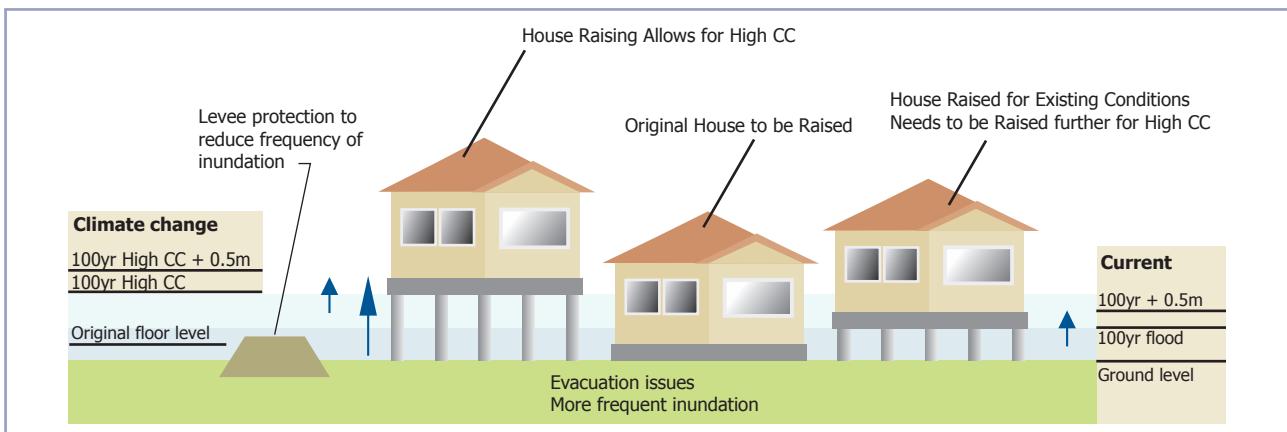 House Raising Allows for High CC
Levee protection to
reduce frequency of
inundation
Original House to be Raised
House Raised for Existing Conditions
Needs to be Raised further for High CC
Climate change
100yr High CC + 0.5m
100yr High CC
Original floor level
Current
100yr + 0.5m
100yr flood
Ground level
Evacuation issues
More frequent inundation